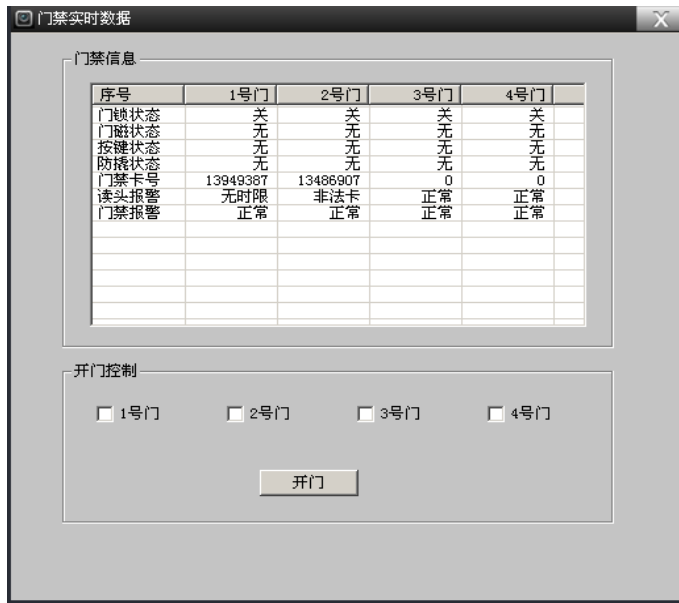 门禁实时数据
门禁信息
序号 1号门 2号门 3号门 4号门
门锁状态 关 关 关 关
门磁状态 无 无 无 无
按键状态 无 无 无 无
防撬状态 无 无 无 无
门禁卡号 13949387 13486907 0 0
读头报警 无时限 非法卡 正常 正常
门禁报警 正常 正常 正常 正常
开门控制
1号门 2号门 3号门 4号门
开门